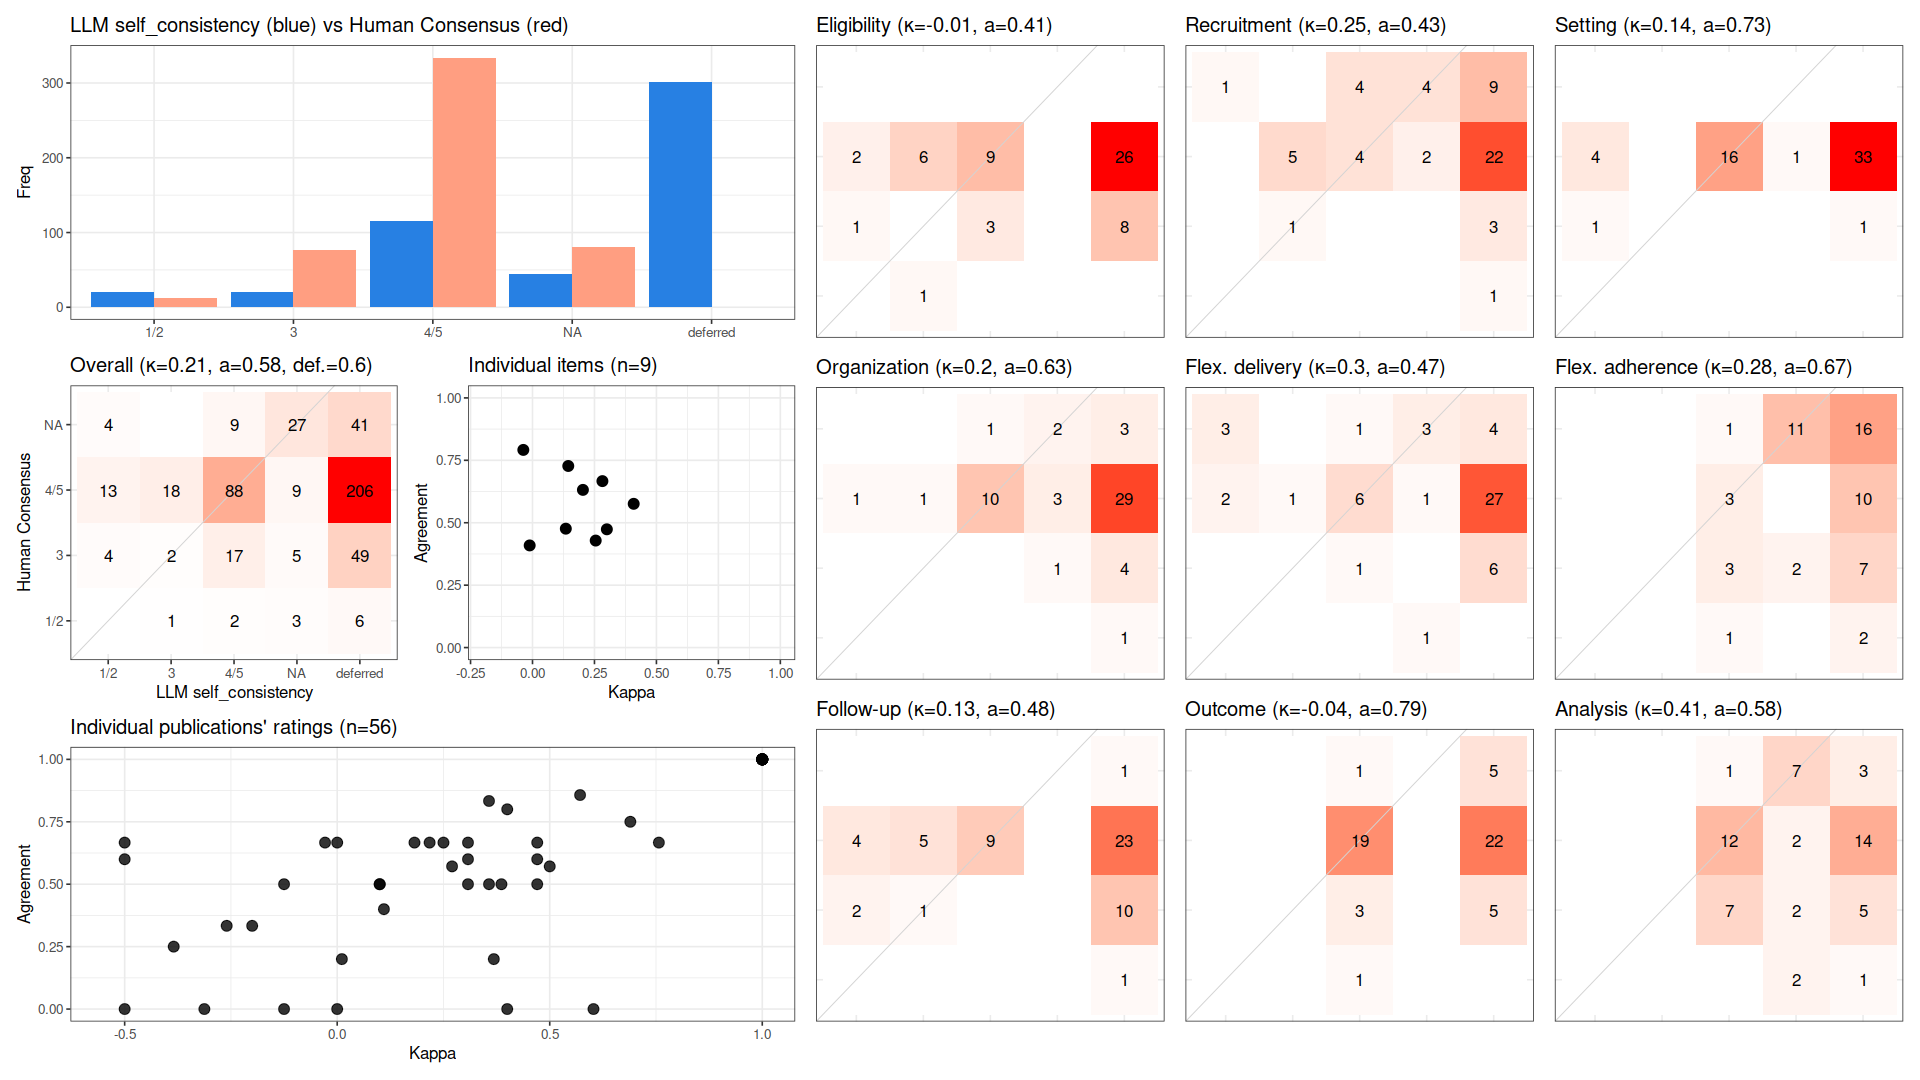 LLM self_consistency (blue) vs Human Consensus (red)
Freq
300
200
100
0
1/2 3 4/5 NA deferred
Overall (κ=0.21, a=0.58, def.=0.6)
Human Consensus
NA 4 9 27 41
4/5 13 18 88 9 206
3 4 2 17 5 49
1/2 1 2 3 6
1/2 3 4/5 NA deferred
LLM self_consistency
Individual items (n=9)
Agreement
1.00
0.75
0.50
0.25
0.00
-0.25 0.00 0.25 0.50 0.75 1.00
Kappa
Individual publications' ratings (n=56)
Agreement
1.00
0.75
0.50
0.25
0.00
-0.5 0.0 0.5 1.0
Kappa
Eligibility (κ=-0.01, a=0.41)
2 6 9 26
1 3 8
1
Recruitment (κ=0.25, a=0.43)
1 4 4 9
5 4 2 22
1 3
1
Setting (κ=0.14, a=0.73)
4 16 1 33
1 1
Organization (κ=0.2, a=0.63)
1 2 3
1 1 10 3 29
1 4
1
Flex. delivery (κ=0.3, a=0.47)
3 1 3 4
2 1 6 1 27
1 6
1
Flex. adherence (κ=0.28, a=0.67)
1 11 16
3 10
3 2 7
1 2
Follow-up (κ=0.13, a=0.48)
1
4 5 9 23
2 1 10
1
Outcome (κ=-0.04, a=0.79)
1 5
19 22
3 5
1
Analysis (κ=0.41, a=0.58)
1 7 3
12 2 14
7 2 5
2 1